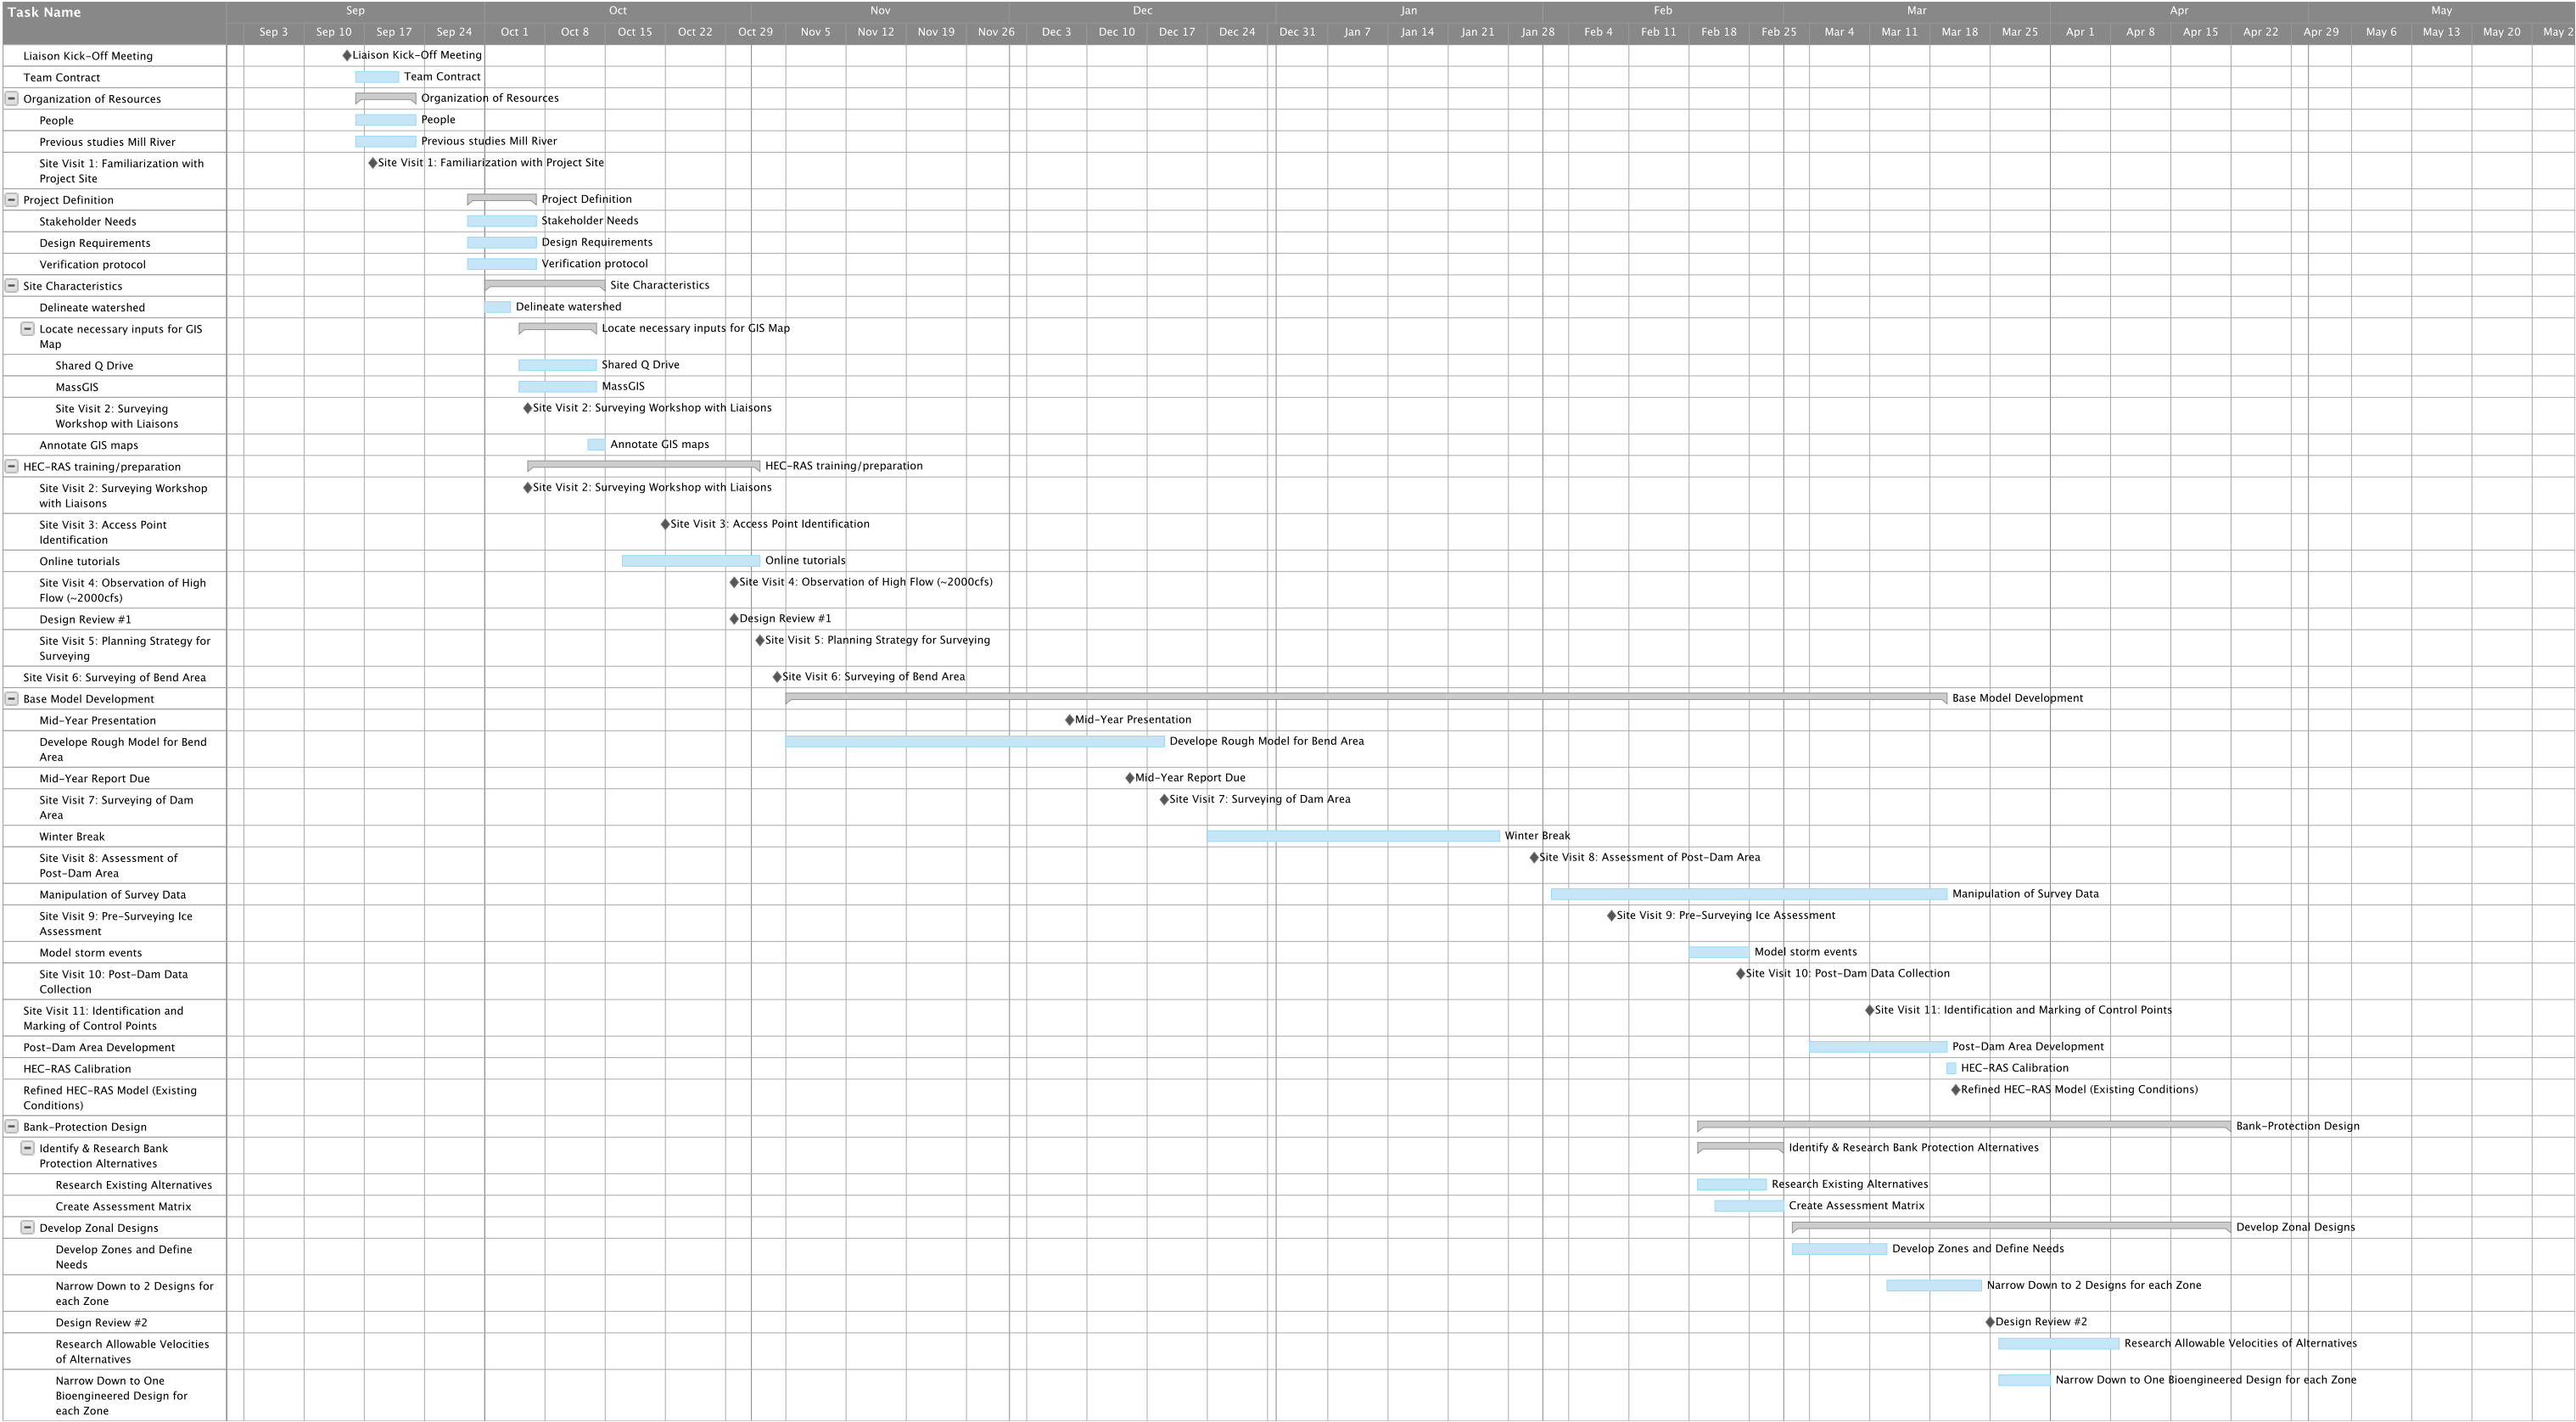 Task Name
Sep Oct Nov Dec Jan Feb Mar Apr May
Sep 3 Sep 10 Sep 17 Sep 24 Oct 1 Oct 8 Oct 15 Oct 22 Oct 29 Nov 5 Nov 12 Nov 19 Nov 26 Dec 3 Dec 10 Dec 17 Dec 24 Dec 31 Jan 7 Jan 14 Jan 21 Jan 28 Feb 4 Feb 11 Feb 18 Feb 25 Mar 4 Mar 11 Mar 18 Mar 25 Apr 1 Apr 8 Apr 15 Apr 22 Apr 29 May 6 May 13 May 20 May 2
Liaison Kick-Off Meeting Liaison Kick-Off Meeting
Team Contract Team Contract
Organization of Resources Organization of Resources
People People
Previous studies Mill River Previous studies Mill River
Site Visit 1: Familiarization with Site Visit 1: Familiarization with Project Site
Project Site
Project Definition Project Definition
Stakeholder Needs Stakeholder Needs
Design Requirements Design Requirements
Verification protocol Verification protocol
Site Characteristics Site Characteristics
Delineate watershed Delineate watershed
Locate necessary inputs for GIS Locate necessary inputs for GIS Map
Map
Shared Q Drive Shared Q Drive
MassGIS MassGIS
Site Visit 2: Surveying Site Visit 2: Surveying Workshop with Liaisons
Workshop with Liaisons
Annotate GIS maps Annotate GIS maps
HEC-RAS training/preparation HEC-RAS training/preparation
Site Visit 2: Surveying Workshop Site Visit 2: Surveying Workshop with Liaisons
with Liaisons
Site Visit 3: Access Point Site Visit 3: Access Point Identification
Identification
Online tutorials Online tutorials
Site Visit 4: Observation of High Site Visit 4: Observation of High Flow (~2000cfs)
Flow (~2000cfs)
Design Review #1 Design Review #1
Site Visit 5: Planning Strategy for Site Visit 5: Planning Strategy for Surveying
Surveying
Site Visit 6: Surveying of Bend Area Site Visit 6: Surveying of Bend Area
Base Model Development Base Model Development
Mid-Year Presentation Mid-Year Presentation
Develope Rough Model for Bend Develope Rough Model for Bend Area
Area
Mid-Year Report Due Mid-Year Report Due
Site Visit 7: Surveying of Dam Site Visit 7: Surveying of Dam Area
Area
Winter Break Winter Break
Site Visit 8: Assessment of Site Visit 8: Assessment of Post-Dam Area
Post-Dam Area
Manipulation of Survey Data Manipulation of Survey Data
Site Visit 9: Pre-Surveying Ice Site Visit 9: Pre-Surveying Ice Assessment
Assessment
Model storm events Model storm events
Site Visit 10: Post-Dam Data Site Visit 10: Post-Dam Data Collection
Collection
Site Visit 11: Identification and Site Visit 11: Identification and Marking of Control Points
Marking of Control Points
Post-Dam Area Development Post-Dam Area Development
HEC-RAS Calibration HEC-RAS Calibration
Refined HEC-RAS Model (Existing Refined HEC-RAS Model (Existing Conditions)
Conditions)
Bank-Protection Design Bank-Protection Design
Identify & Research Bank Identify & Research Bank Protection Alternatives
Protection Alternatives
Research Existing Alternatives Research Existing Alternatives
Create Assessment Matrix Create Assessment Matrix
Develop Zonal Designs Develop Zonal Designs
Develop Zones and Define Develop Zones and Define Needs
Needs
Narrow Down to 2 Designs for Narrow Down to 2 Designs for each Zone
each Zone
Design Review #2 Design Review #2
Research Allowable Velocities Research Allowable Velocities of Alternatives
of Alternatives
Narrow Down to One Narrow Down to One Bioengineered Design for each Zone
Bioengineered Design for
each Zone